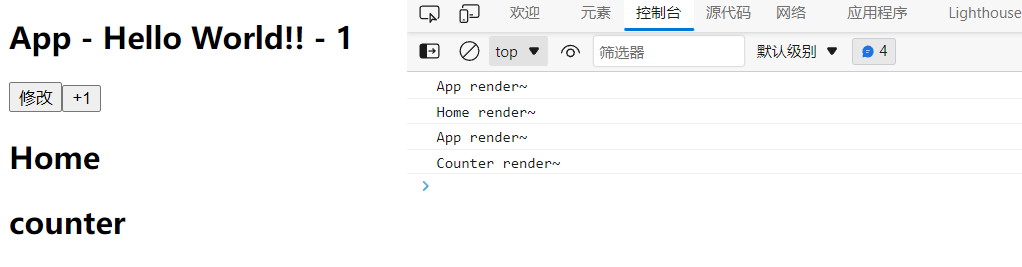 App - Hello World!! - 1
修改 +1
Home
counter
欢迎 元素 控制台 源代码 网络 应用程序 Lighthouse
top 筛选器 默认级别 4
App render~
Home render~
App render~
Counter render~